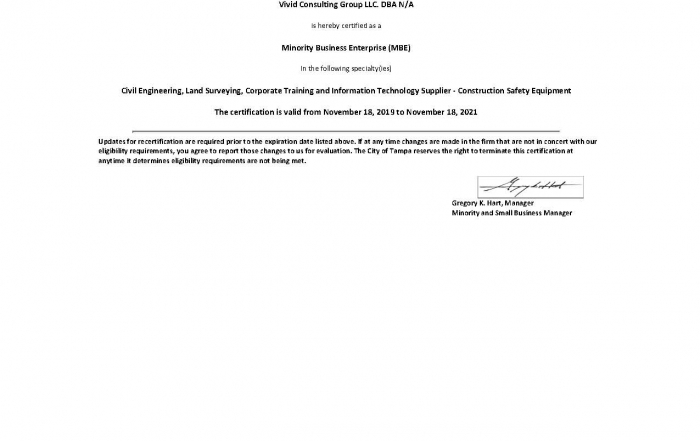 Vivid Consulting Group LLC. DBA N/A
is hereby certified as a
Minority Business Enterprise (MBE)
In the following specialty(ies)
Civil Engineering, Land Surveying, Corporate Training and Information Technology Supplier - Construction Safety Equipment
The certification is valid from November 18, 2019 to November 18, 2021
Updates for recertification are required prior to the expiration date listed above. If at any time changes are made in the firm that are not in concert with our
eligibility requirements, you agree to report those changes to us for evaluation. The City of Tampa reserves the right to terminate this certification at
anytime it determines eligibility requirements are not being met.
Gregory K. Hart, Manager
Minority and Small Business Manager